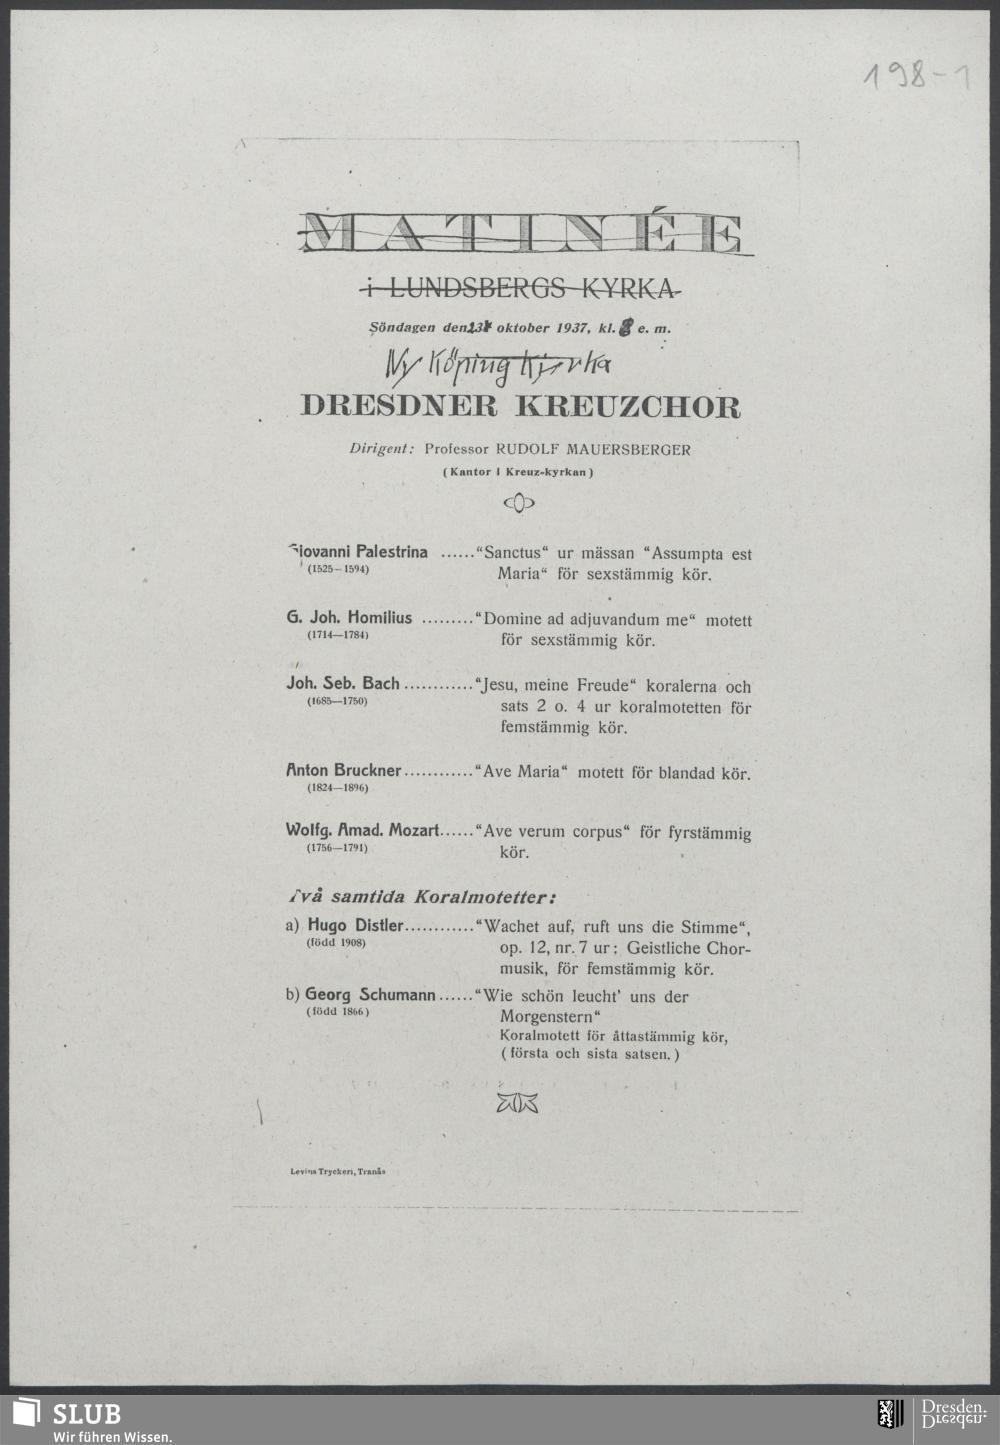 198-1
MATINÉE
i LUNDSBERGS KYRKA
Söndagen den 3 oktober 1937, kl. 8 e. m.
Nyköping Kyrka
DRESDNER KREUZCHOR
Dirigent: Professor RUDOLF MAUERSBERGER
(Kantor i Kreuz-kyrkan)
Giovanni Palestrina ......“Sanctus“ ur mässan “Assumpta est
(1525–1594) Maria“ för sexstämmig kör.
G. Joh. Homilius .........“Domine ad adjuvandum me“ motett
(1714—1784) för sexstämmig kör.
Joh. Seb. Bach ............“Jesu, meine Freude“ koralerna och
(1685—1750) sats 2 o. 4 ur koralmotetten för
femstämmig kör.
Anton Bruckner............“Ave Maria“ motett för blandad kör.
(1824—1896)
Wolfg. Amad. Mozart......“Ave verum corpus“ för fyrstämmig
(1756—1791) kör.
Två samtida Koralmotetter:
a) Hugo Distler............“Wachet auf, ruft uns die Stimme“,
(född 1908) op. 12, nr. 7 ur: Geistliche Chor-
musik, för femstämmig kör.
b) Georg Schumann......“Wie schön leucht’ uns der
(född 1866) Morgenstern“
Koralmotett för åttastämmig kör,
(första och sista satsen.)
Levins Tryckeri, Tranås
SLUB
Wir führen Wissen.
Dresden.
Dresden.